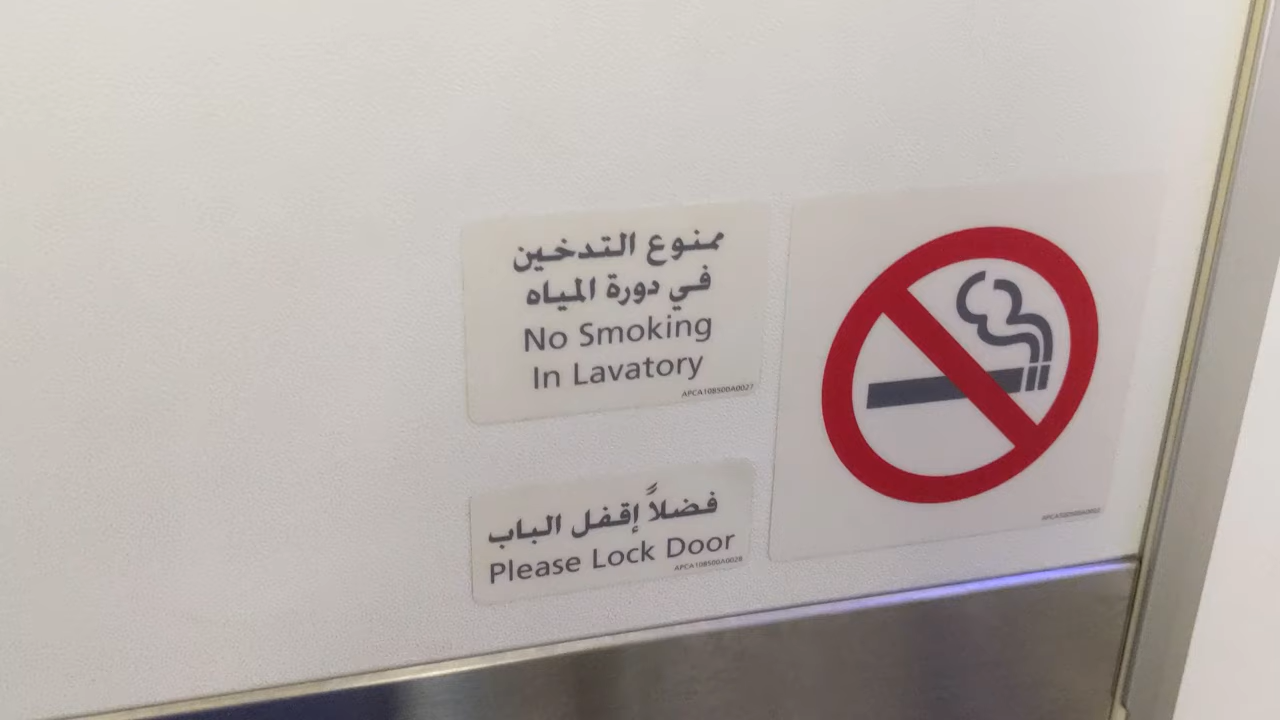 ممنوع التدخين
في دورة المياه
No Smoking
In Lavatory
APCA108500A0027
فضلاً إقفل الباب
Please Lock Door
APCA108500A0028